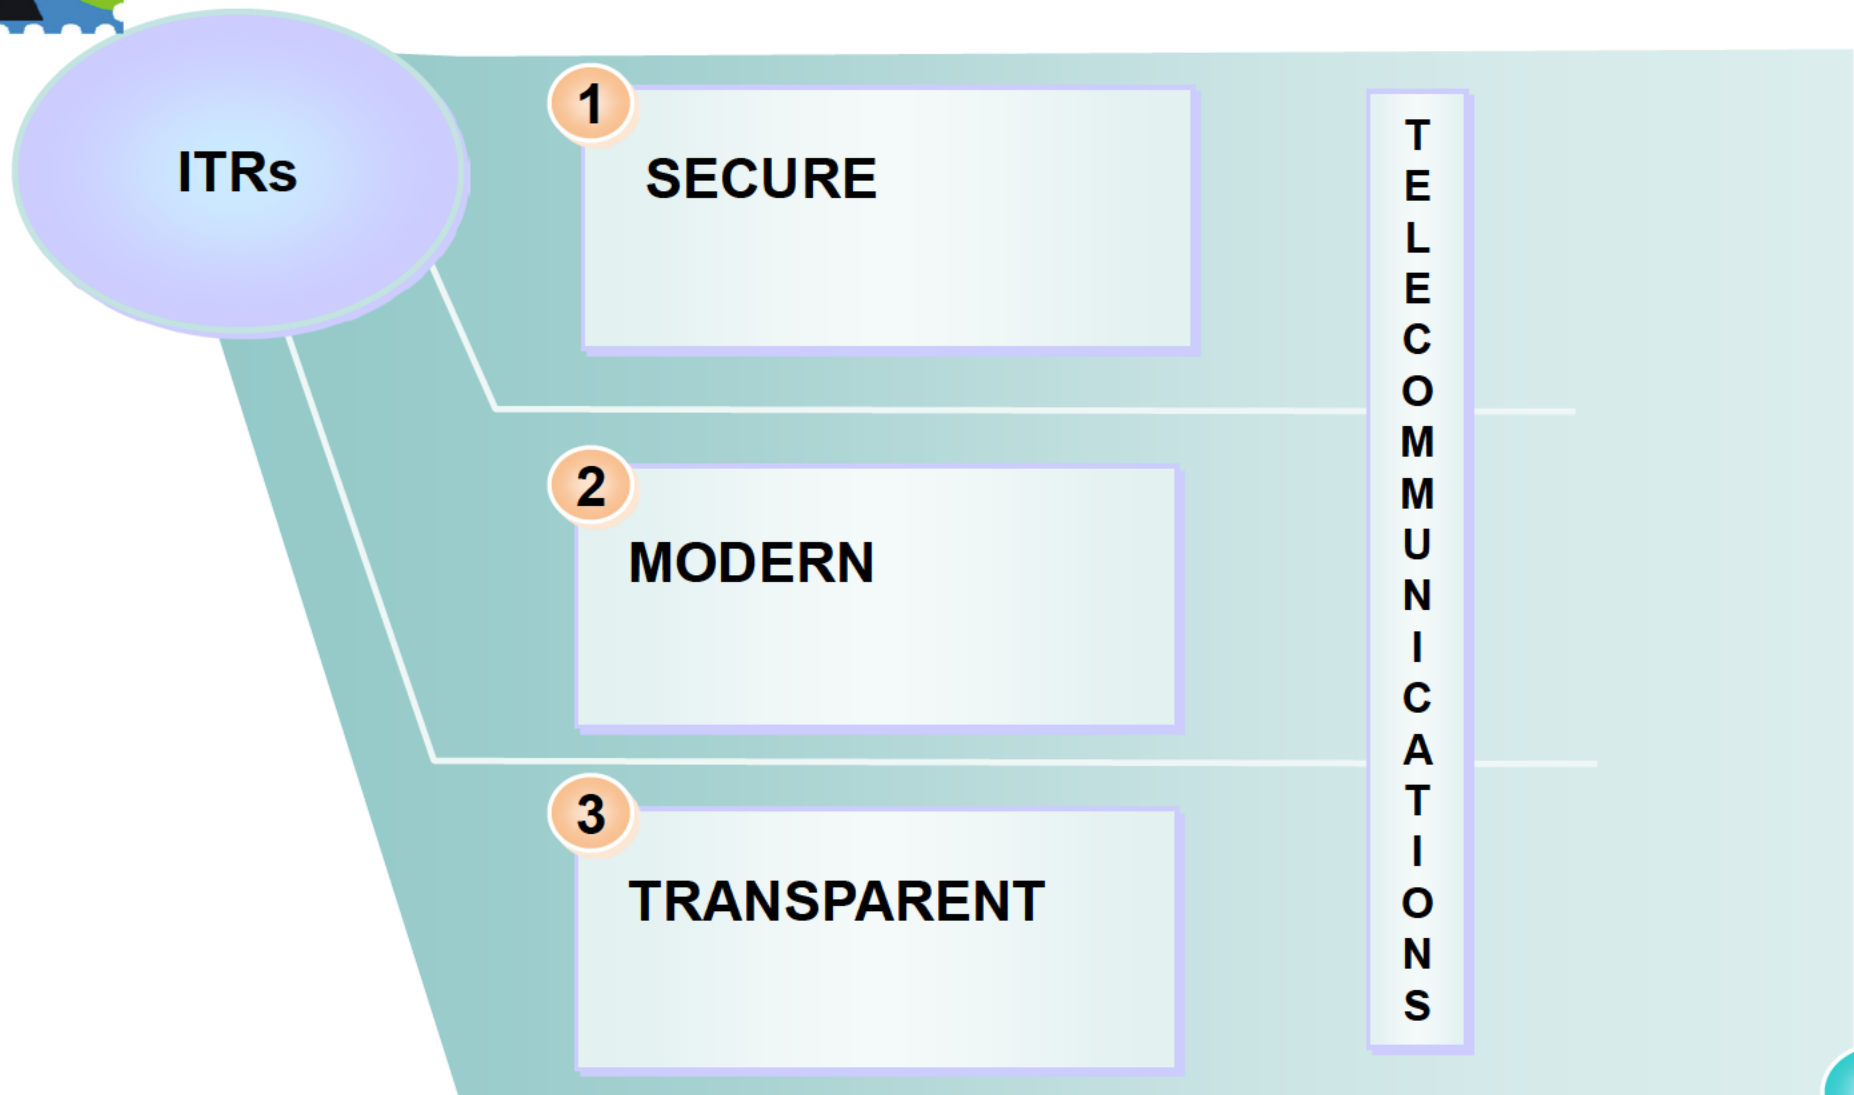 ITRs
1
SECURE
2
MODERN
3
TRANSPARENT
TELECOMMUNICATIONS